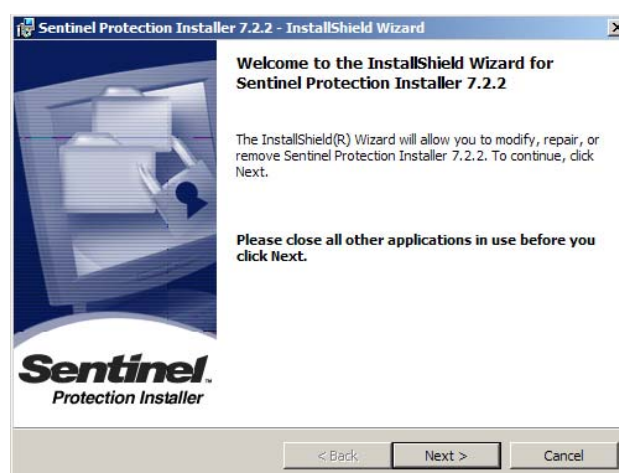 Sentinel Protection Installer 7.2.2 - InstallShield Wizard
Welcome to the InstallShield Wizard for
Sentinel Protection Installer 7.2.2
The InstallShield(R) Wizard will allow you to modify, repair, or
remove Sentinel Protection Installer 7.2.2. To continue, click
Next.
Please close all other applications in use before you
click Next.
Sentinel™
Protection Installer
< Back
Next >
Cancel